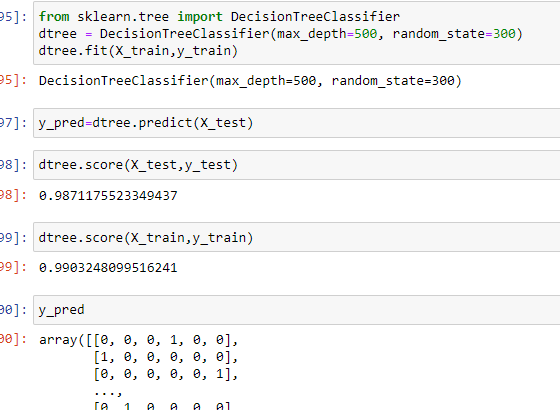 95]: from sklearn.tree import DecisionTreeClassifier
dtree = DecisionTreeClassifier(max_depth=500, random_state=300)
dtree.fit(X_train,y_train)
95]: DecisionTreeClassifier(max_depth=500, random_state=300)
97]: y_pred=dtree.predict(X_test)
98]: dtree.score(X_test,y_test)
98]: 0.9871175523349437
99]: dtree.score(X_train,y_train)
99]: 0.9903248099516241
00]: y_pred
00]: array([[0, 0, 0, 1, 0, 0],
[1, 0, 0, 0, 0, 0],
[0, 0, 0, 0, 0, 1],
...,
[0, 1, 0, 0, 0, 0]